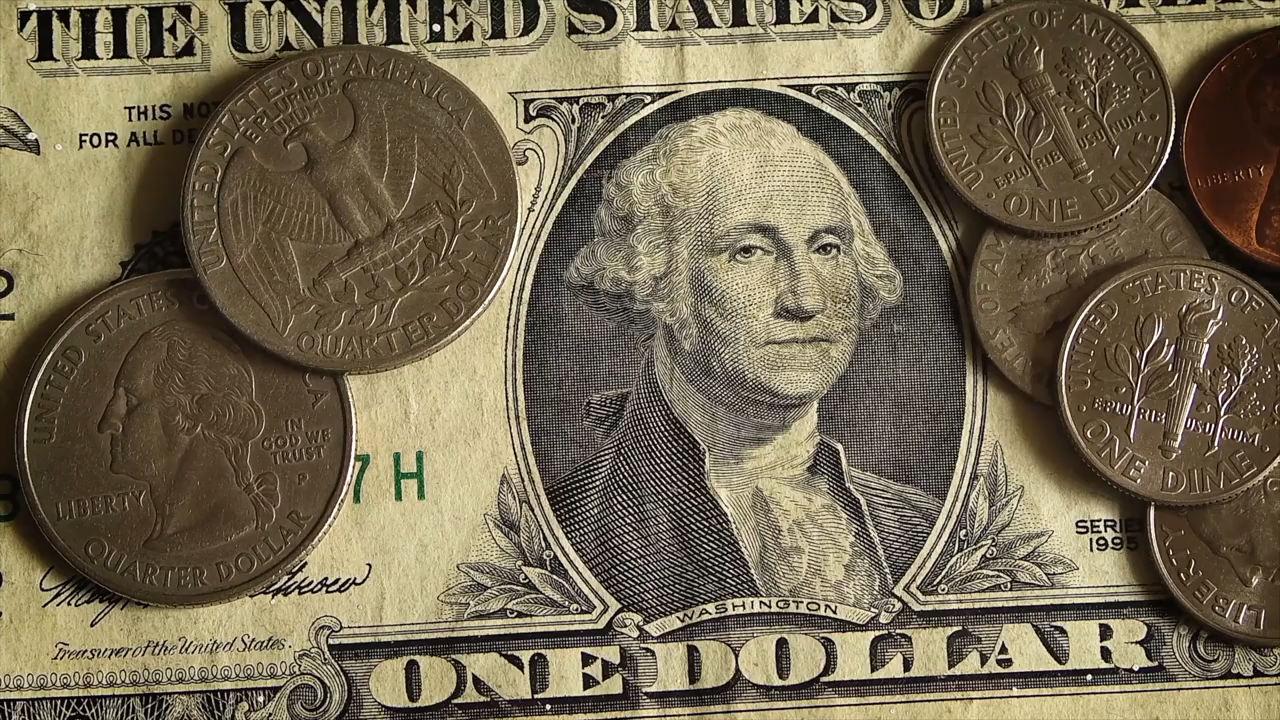 THE UNITED STATES OF
THIS NO
FOR ALL DE
UNITED STATES OF AMERICA
E PLURIBUS
UNUM
QUARTER DOLLAR
UNITED STATES
IN
GOD WE
TRUST
P
LIBERTY
QUARTER DOLLAR
7 H
Treasurer of the United States.
WASHINGTON
ONE DOLLAR
SERIE
1995
UNITED STATES OF AMERICA
E PLURIBUS UNUM
ONE DIME
LIBERTY
UNITED STATES OF A
E PLURIBUS UNUM
ONE DIME
LIBERTY